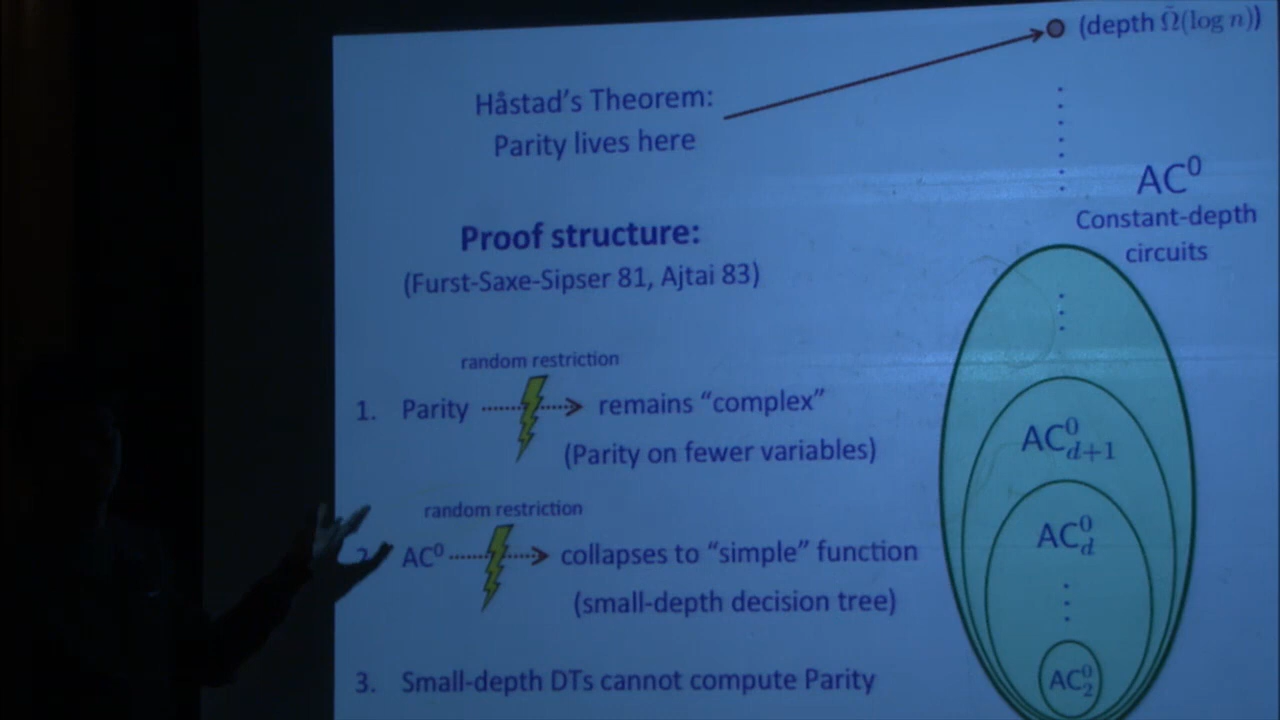 (depth Ω̃(log n))
Håstad's Theorem:
Parity lives here
AC⁰
Constant-depth
circuits
Proof structure:
(Furst-Saxe-Sipser 81, Ajtai 83)
random restriction
1. Parity remains “complex”
(Parity on fewer variables)
random restriction
2. AC⁰ collapses to “simple” function
(small-depth decision tree)
3. Small-depth DTs cannot compute Parity
AC⁰_{d+1}
AC⁰_d
AC⁰_2